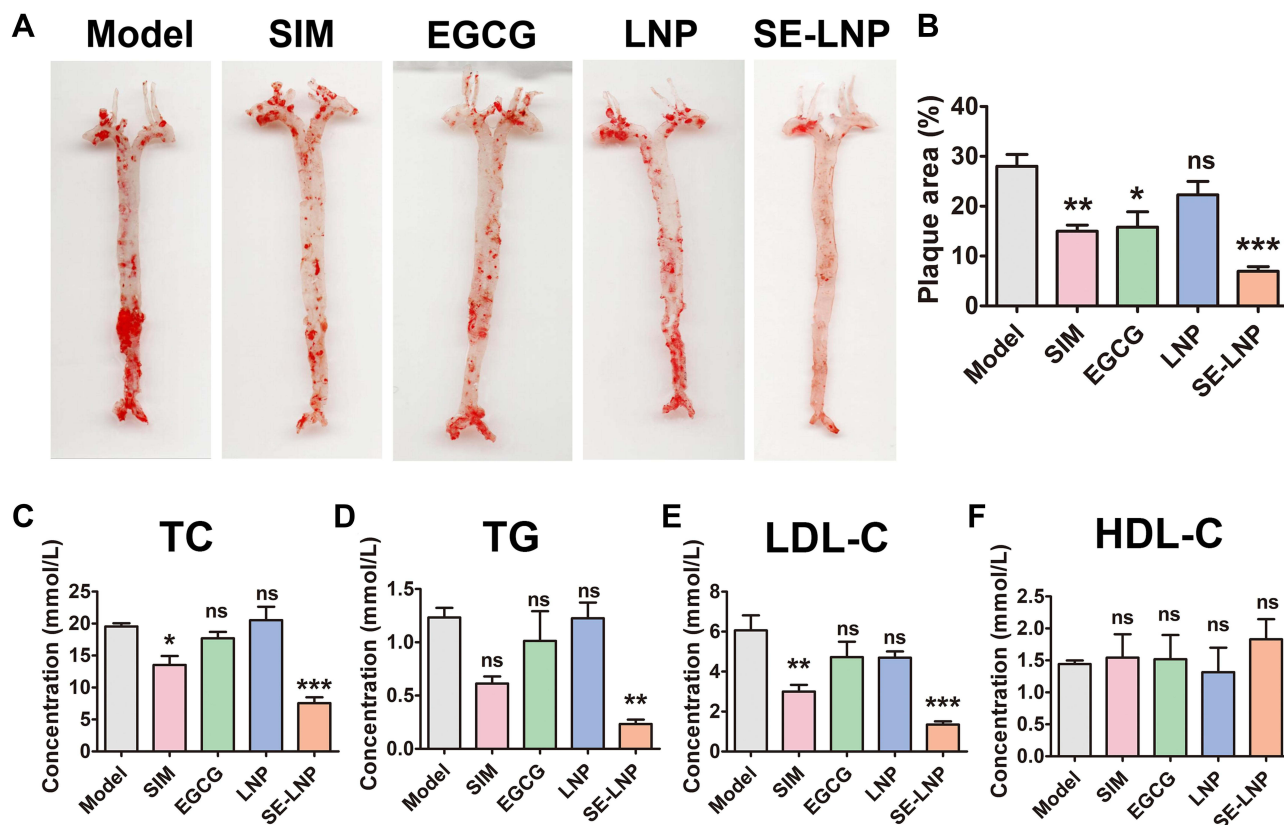 A
Model
SIM
EGCG
LNP
SE-LNP
B
Plaque area (%)
40
30
20
10
0
**
*
ns
***
Model
SIM
EGCG
LNP
SE-LNP
C
TC
Concentration (mmol/L)
25
20
15
10
5
0
*
ns
ns
***
Model
SIM
EGCG
LNP
SE-LNP
D
TG
Concentration (mmol/L)
1.5
1.0
0.5
0.0
ns
ns
ns
**
Model
SIM
EGCG
LNP
SE-LNP
E
LDL-C
Concentration (mmol/L)
8
6
4
2
0
**
ns
ns
***
Model
SIM
EGCG
LNP
SE-LNP
F
HDL-C
Concentration (mmol/L)
2.5
2.0
1.5
1.0
0.5
0.0
ns
ns
ns
ns
Model
SIM
EGCG
LNP
SE-LNP